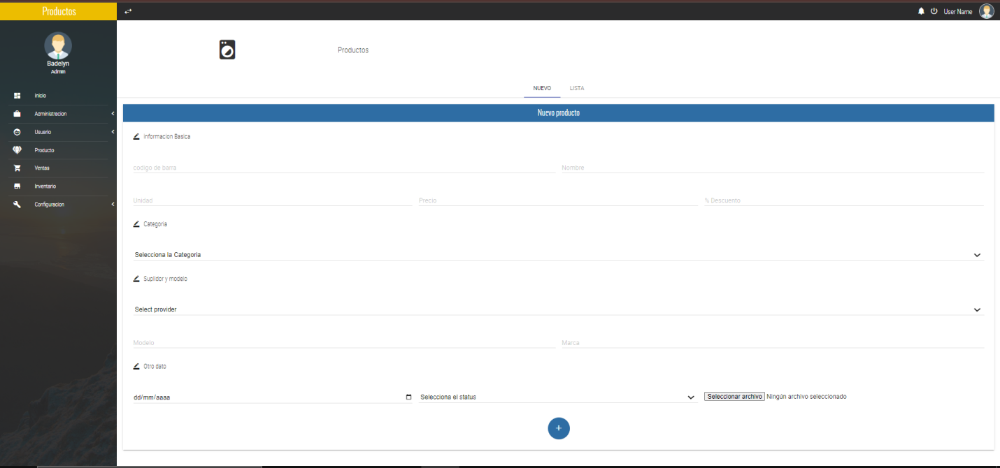 Productos
User Name
Badelyn
Admin
Productos
inicio
Administracion
Usuario
Producto
Ventas
Inventario
Configuracion
NUEVO LISTA
Nuevo producto
informacion Basica
codigo de barra Nombre
Unidad Precio % Descuento
Categoria
Selecciona la Categoria
Suplidor y modelo
Select provider
Modelo Marca
Otro dato
dd/mm/aaaa Selecciona el status Seleccionar archivo Ningún archivo seleccionado